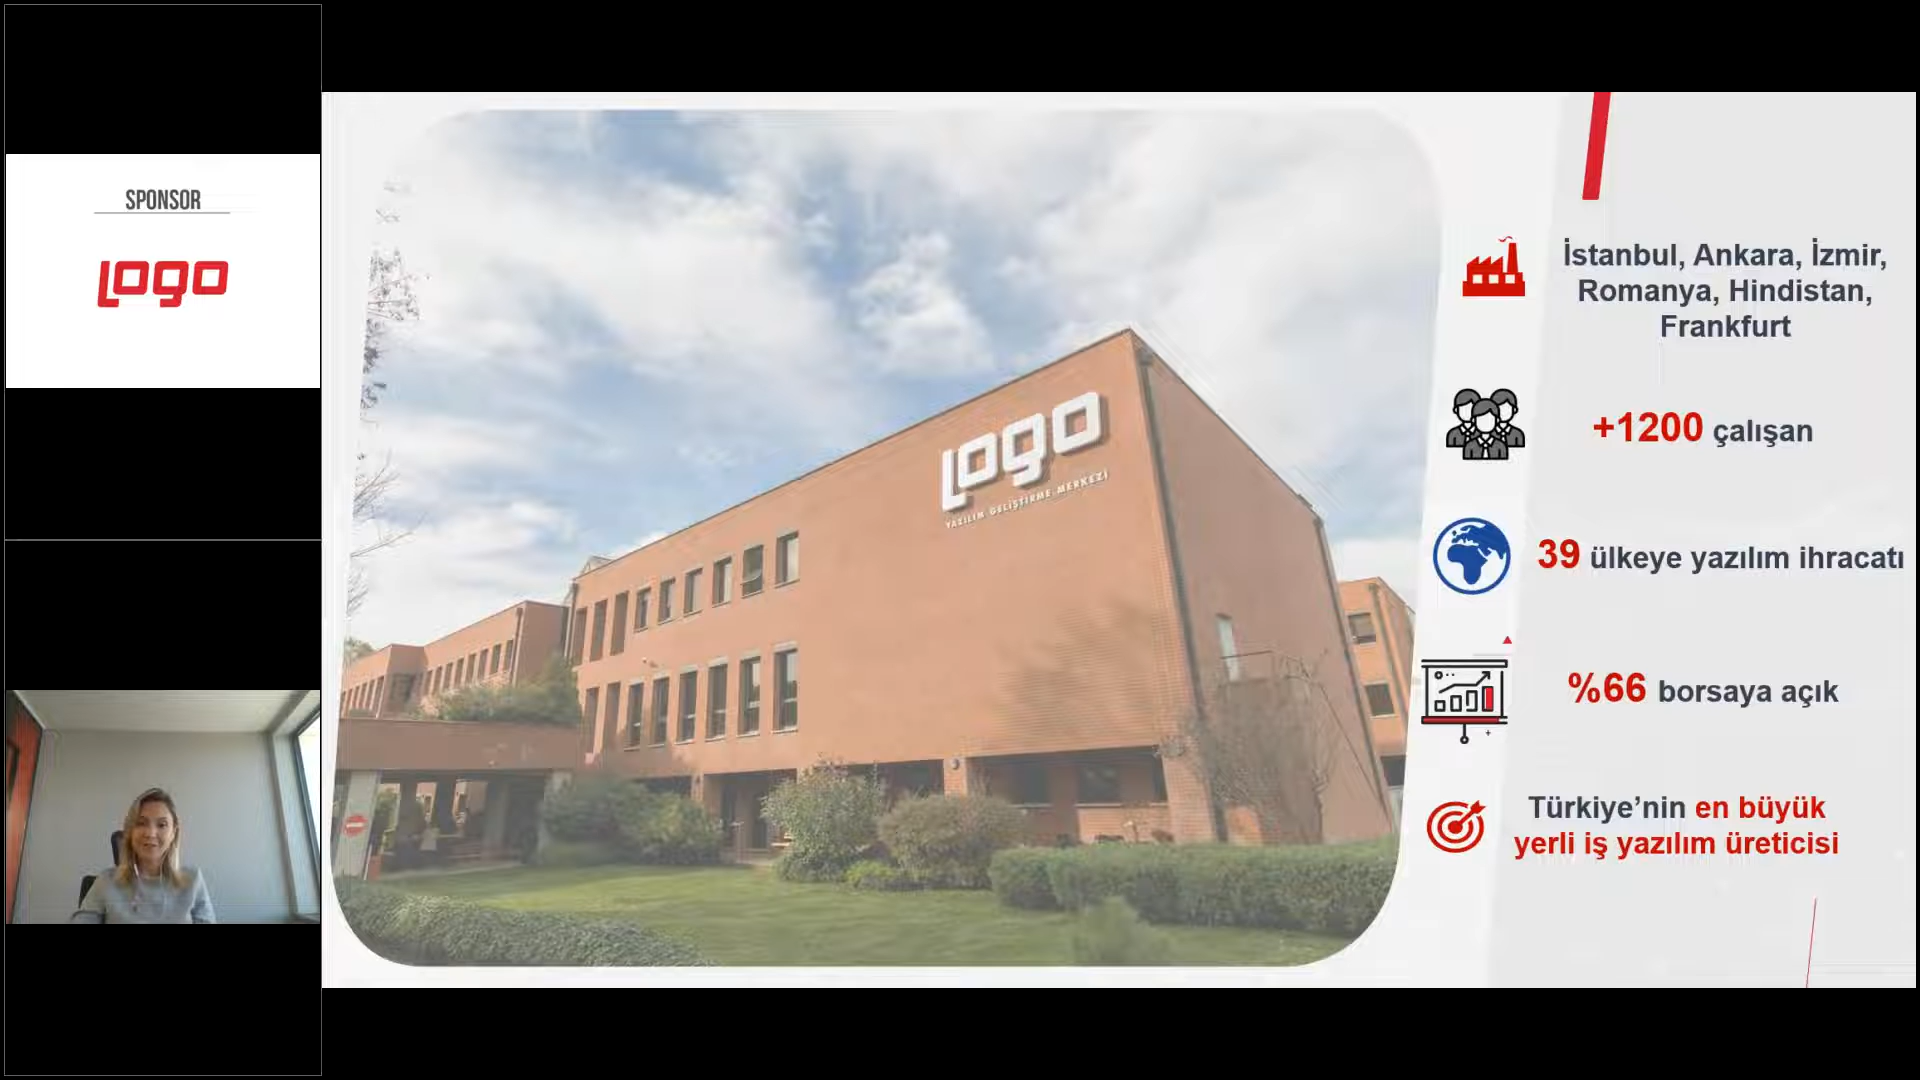 SPONSOR
LOGO
LOGO
YAZILIM GELİŞTİRME MERKEZİ
İstanbul, Ankara, İzmir,
Romanya, Hindistan,
Frankfurt
+1200 çalışan
39 ülkeye yazılım ihracatı
%66 borsaya açık
Türkiye’nin en büyük
yerli iş yazılım üreticisi